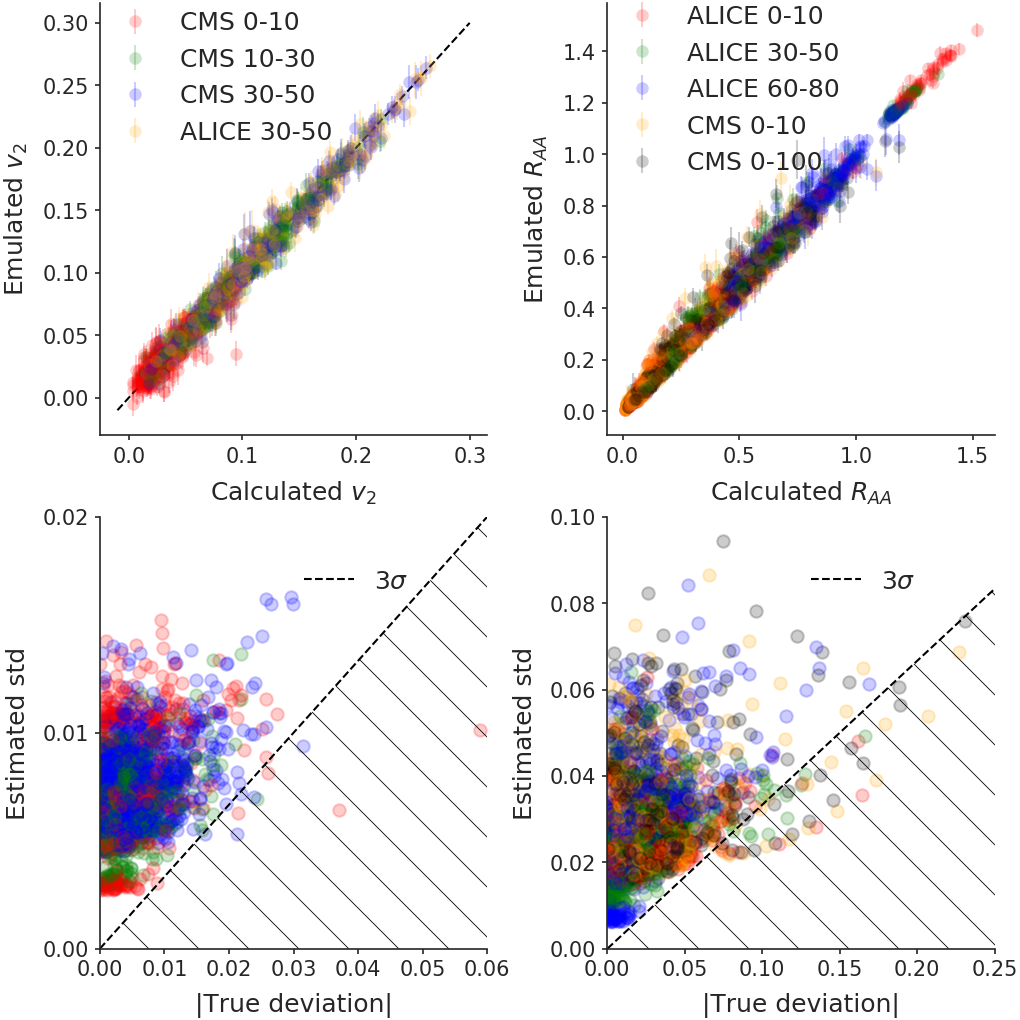 0.30
0.25
0.20
0.15
0.10
0.05
0.00
Emulated v₂
CMS 0-10
CMS 10-30
CMS 30-50
ALICE 30-50
0.0 0.1 0.2 0.3
Calculated v₂
1.4
1.2
1.0
0.8
0.6
0.4
0.2
0.0
Emulated R_AA
ALICE 0-10
ALICE 30-50
ALICE 60-80
CMS 0-10
CMS 0-100
0.0 0.5 1.0 1.5
Calculated R_AA
0.02
0.01
0.00
Estimated std
3σ
0.00 0.01 0.02 0.03 0.04 0.05 0.06
|True deviation|
0.10
0.08
0.06
0.04
0.02
0.00
Estimated std
3σ
0.00 0.05 0.10 0.15 0.20 0.25
|True deviation|